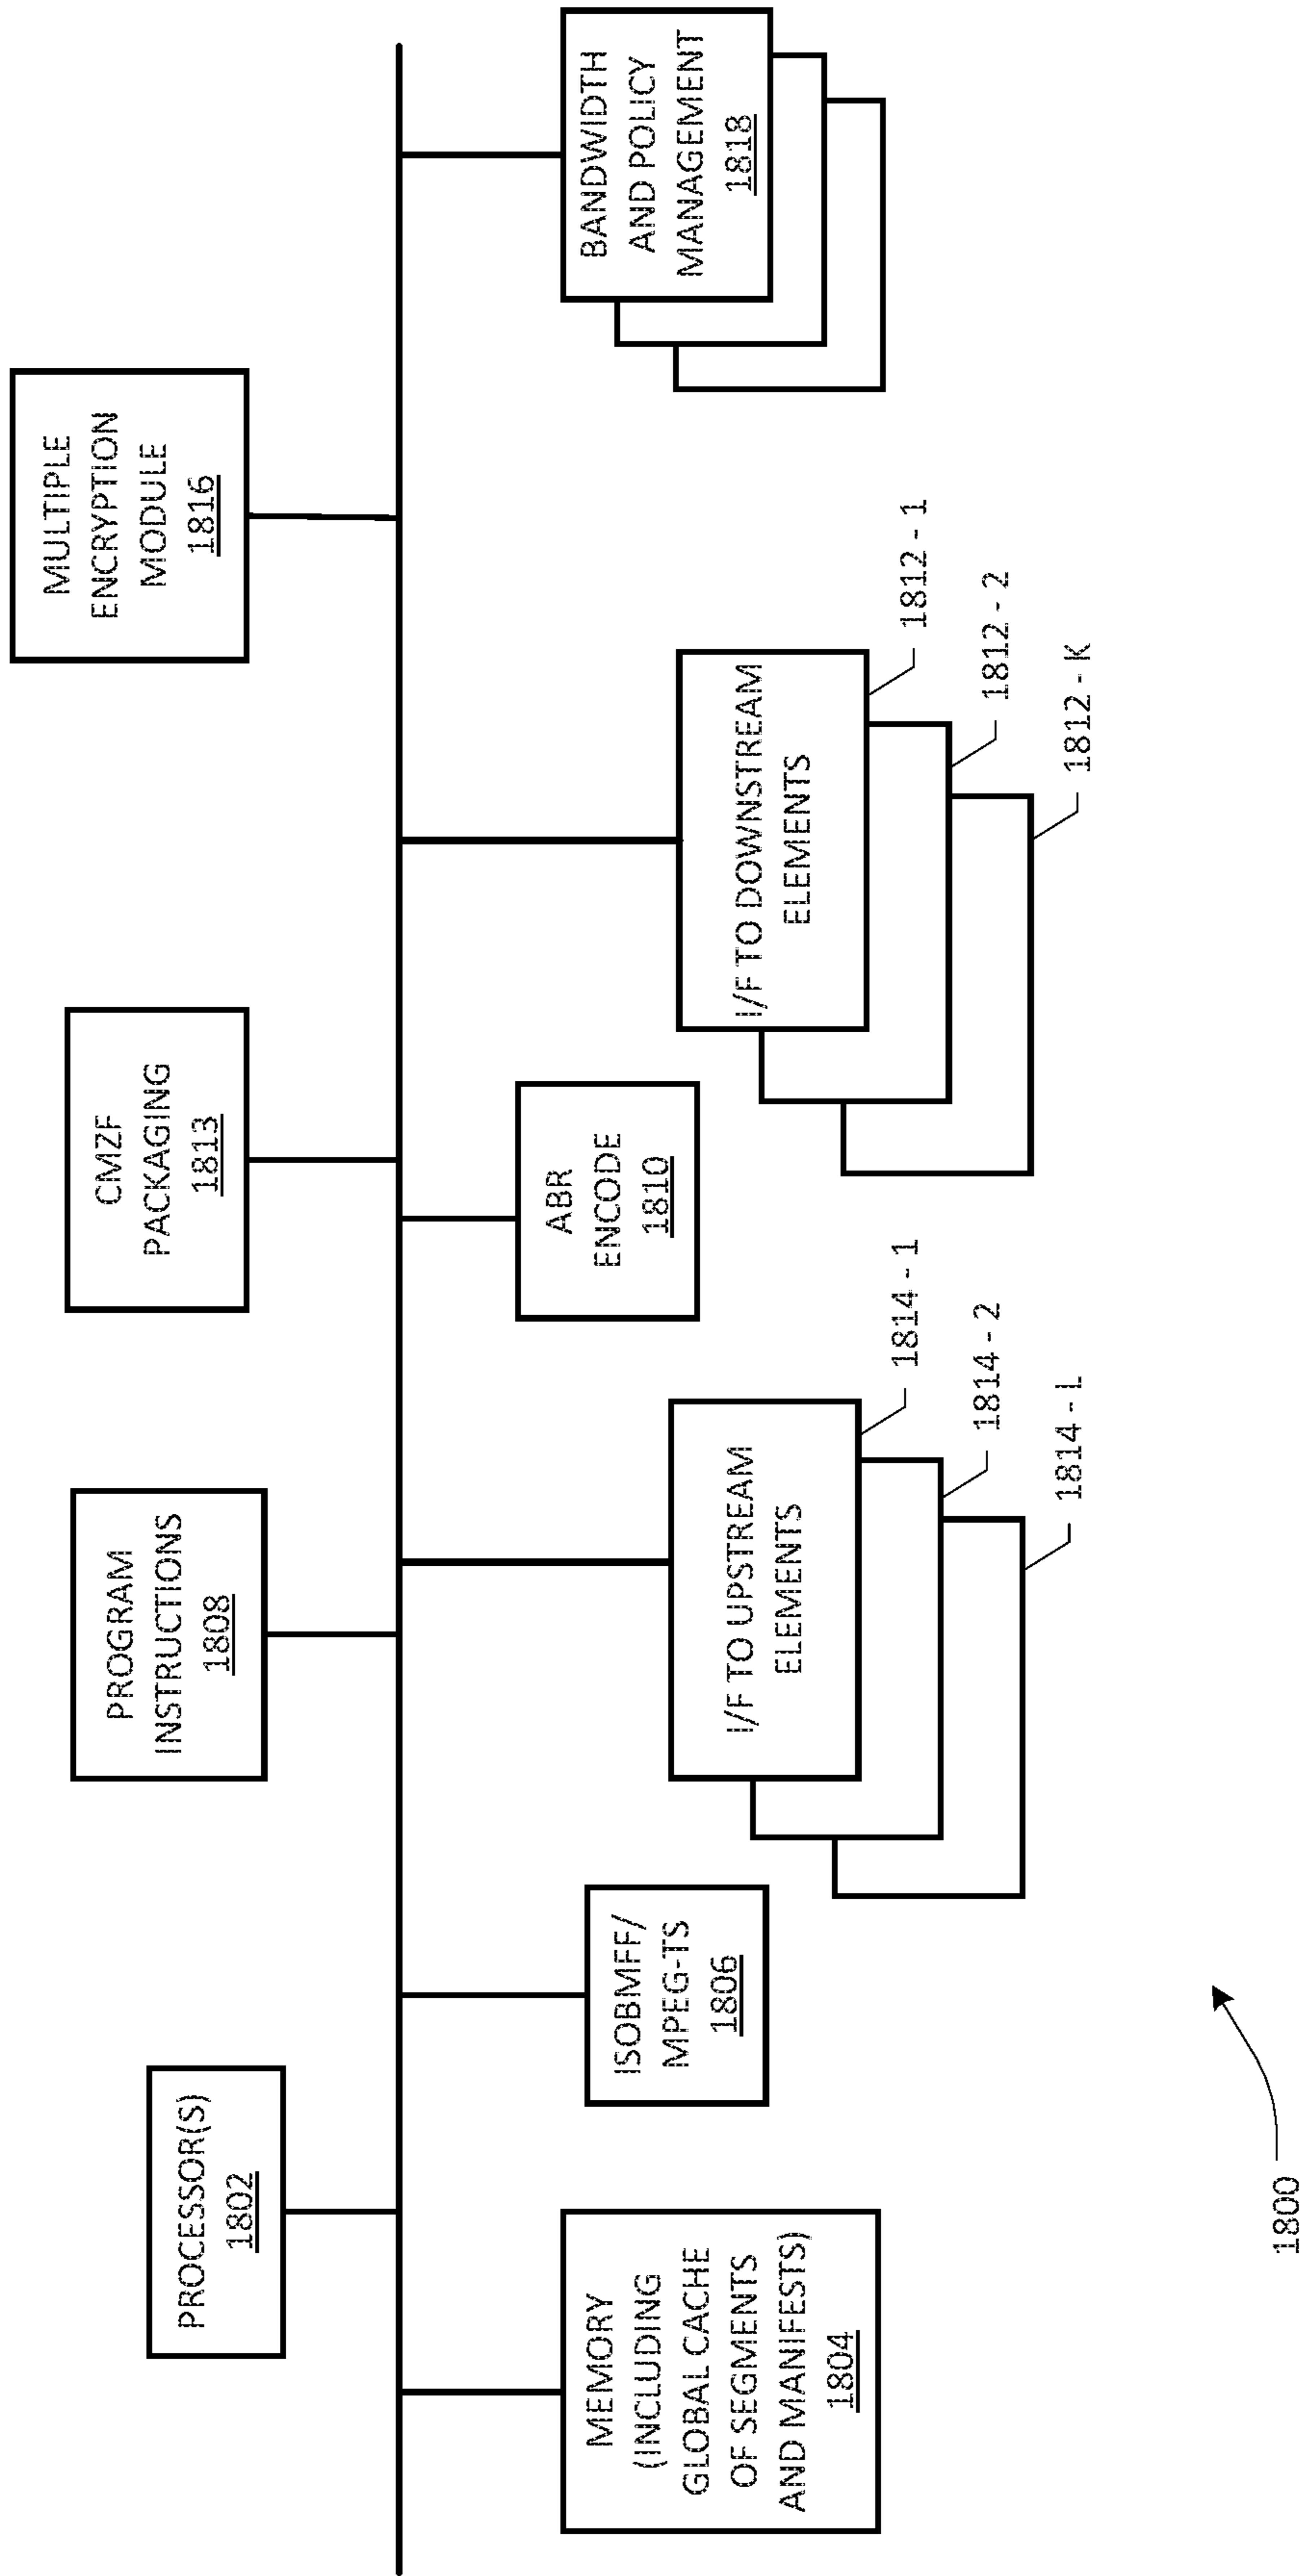 PROCESSOR(S)
1802
PROGRAM
INSTRUCTIONS
1808
CMZF
PACKAGING
1813
MULTIPLE
ENCRYPTION
MODULE
1816
MEMORY
(INCLUDING
GLOBAL CACHE
OF SEGMENTS
AND MANIFESTS)
1804
ISOBMFF/
MPEG-TS
1806
I/F TO UPSTREAM
ELEMENTS
1814 - 1
1814 - 2
1814 - L
ABR
ENCODE
1810
I/F TO DOWNSTREAM
ELEMENTS
1812 - 1
1812 - 2
1812 - K
BANDWIDTH
AND POLICY
MANAGEMENT
1818
1800